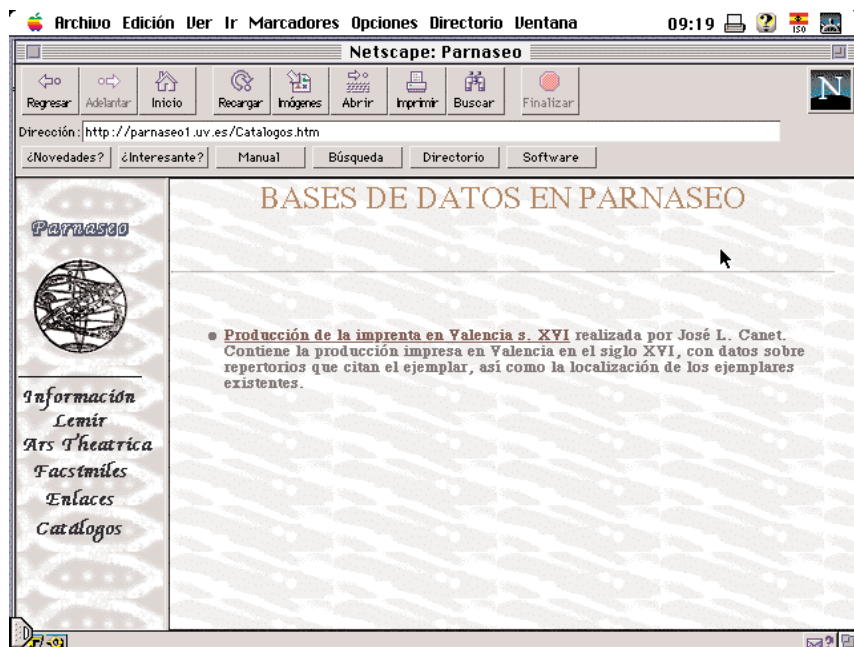 Archivo Edición Ver Ir Marcadores Opciones Directorio Ventana 09:19 ISO
Netscape: Parnaseo
Regresar Adelantar Inicio Recargar Imágenes Abrir Imprimir Buscar Finalizar N
Dirección: http://parnaseo1.uv.es/Catalogos.htm
¿Novedades? ¿Interesante? Manual Búsqueda Directorio Software
Parnaseo
Información
Lemir
Ars Theatrica
Facsímiles
Enlaces
Catálogos
BASES DE DATOS EN PARNASEO
Producción de la imprenta en Valencia s. XVI realizada por José L. Canet.
Contiene la producción impresa en Valencia en el siglo XVI, con datos sobre
repertorios que citan el ejemplar, así como la localización de los ejemplares
existentes.